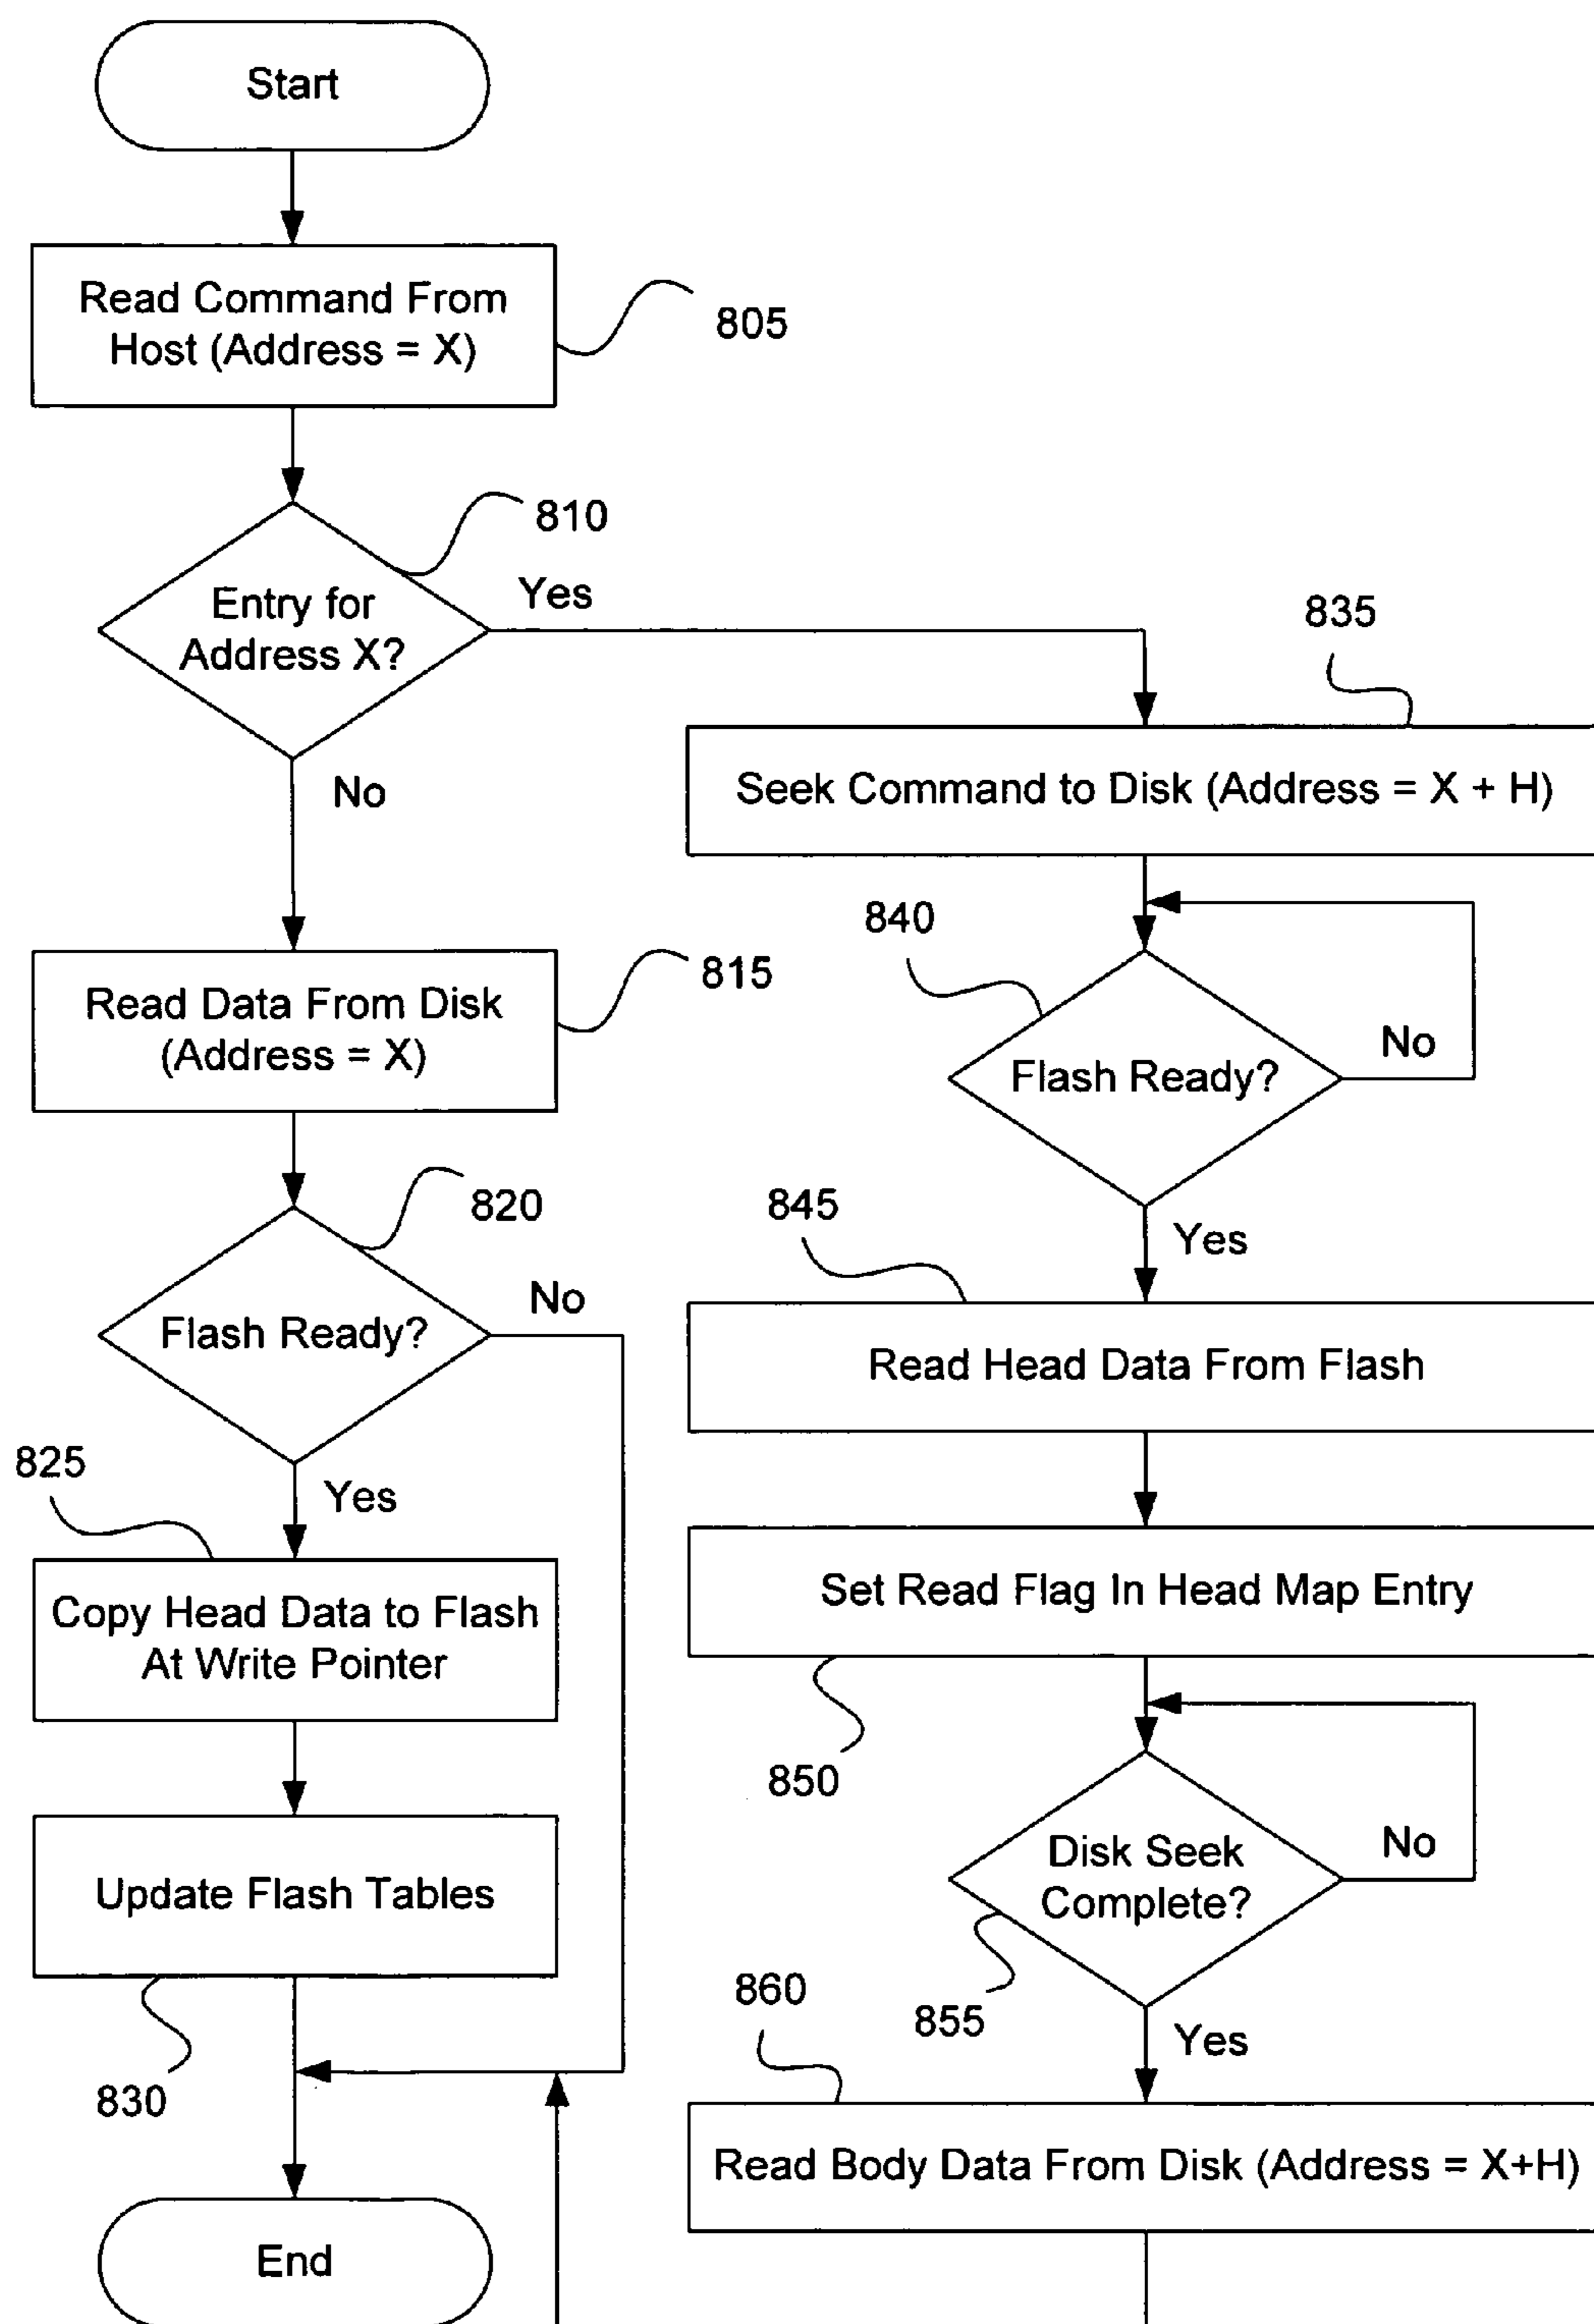 Start
Read Command From
Host (Address = X)
805
810
Entry for
Address X?
Yes
No
835
Seek Command to Disk (Address = X + H)
Read Data From Disk
(Address = X)
815
840
Flash Ready?
No
Yes
820
Flash Ready?
No
Yes
845
Read Head Data From Flash
825
Copy Head Data to Flash
At Write Pointer
Set Read Flag In Head Map Entry
850
Update Flash Tables
830
Disk Seek
Complete?
No
855
Yes
860
Read Body Data From Disk (Address = X+H)
End